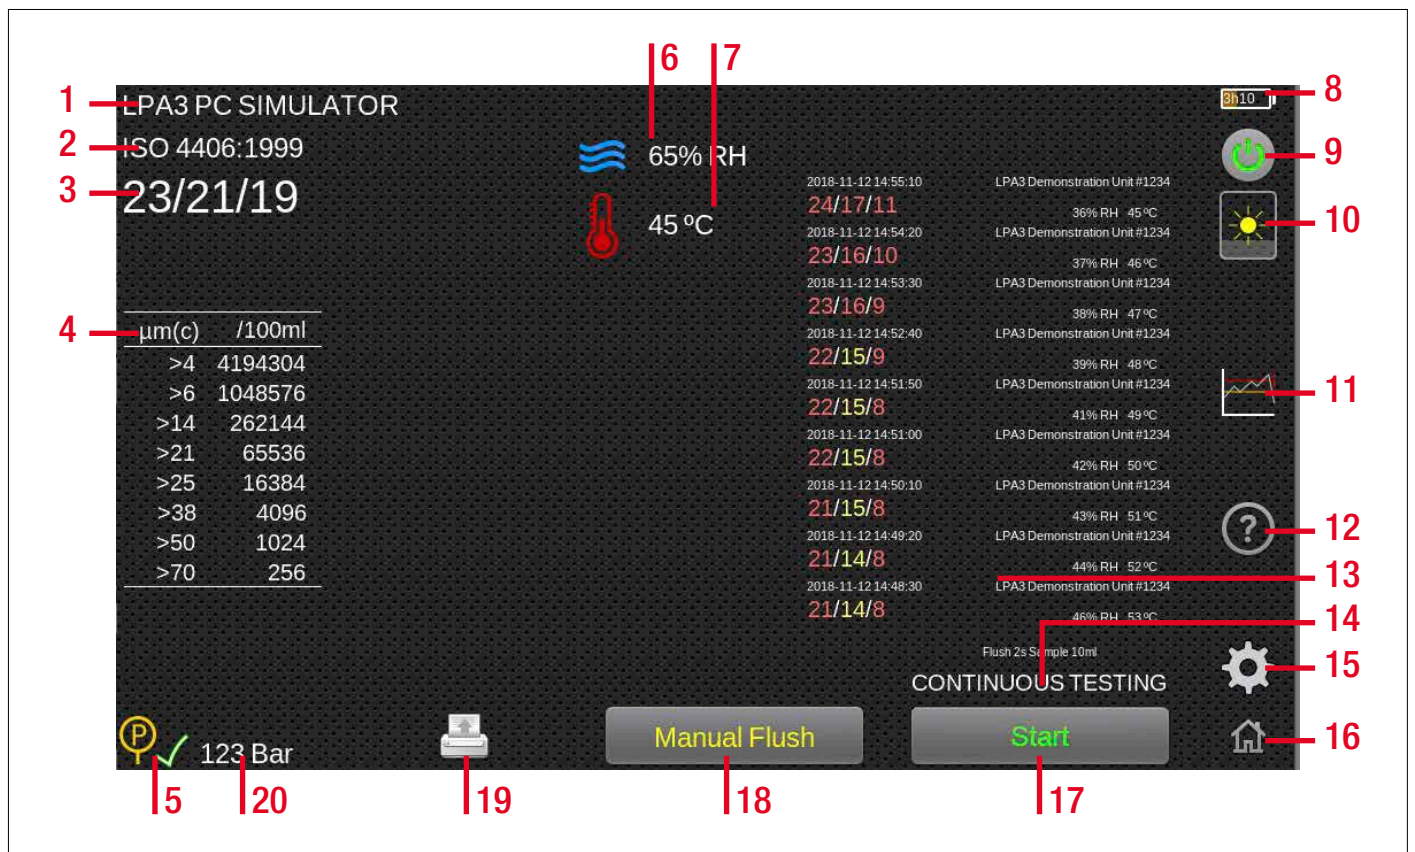 6 7
1 LPA3 PC SIMULATOR
3h10 8
2 ISO 4406:1999
65% RH
9
3 23/21/19
45 ºC
10
2018-11-12 14:55:10 LPA3 Demonstration Unit #1234
24/17/11 36% RH 45 ºC
2018-11-12 14:54:20 LPA3 Demonstration Unit #1234
23/16/10 37% RH 46 ºC
2018-11-12 14:53:30 LPA3 Demonstration Unit #1234
23/16/9 38% RH 47 ºC
2018-11-12 14:52:40 LPA3 Demonstration Unit #1234
22/15/9 39% RH 48 ºC
2018-11-12 14:51:50 LPA3 Demonstration Unit #1234
22/15/8 41% RH 49 ºC
2018-11-12 14:51:00 LPA3 Demonstration Unit #1234
22/15/8 42% RH 50 ºC
2018-11-12 14:50:10 LPA3 Demonstration Unit #1234
21/15/8 43% RH 51 ºC
2018-11-12 14:49:20 LPA3 Demonstration Unit #1234
21/14/8 44% RH 52 ºC
2018-11-12 14:48:30 LPA3 Demonstration Unit #1234
21/14/8 46% RH 53 ºC
4 µm(c) /100ml
>4 4194304
>6 1048576
>14 262144
>21 65536
>25 16384
>38 4096
>50 1024
>70 256
11
? 12
13
14
Flush 2s Sample 10ml
CONTINUOUS TESTING
15
P 123 Bar
Manual Flush
Start
16
5 20 19 18 17